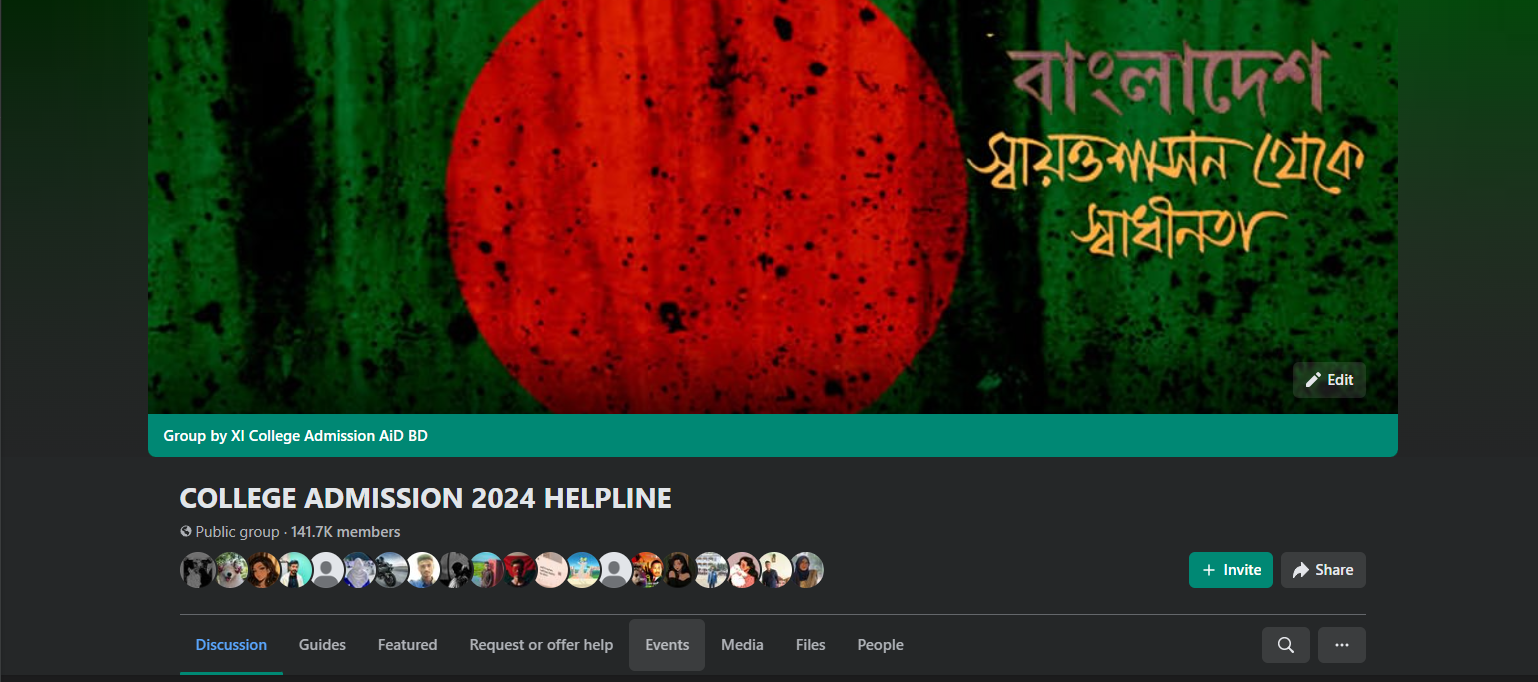 বাংলাদেশ
স্বায়ত্তশাসন থেকে
স্বাধীনতা
Edit
Group by XI College Admission AiD BD
COLLEGE ADMISSION 2024 HELPLINE
Public group · 141.7K members
+ Invite Share
Discussion Guides Featured Request or offer help Events Media Files People